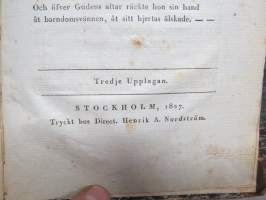 Och öfver Gudens altar räckte hon sin hand
åt barndomsvännen, åt sitt hjertas älskade. — —
Tredje Upplagan.
STOCKHOLM, 1827.
Tryckt hos Direct. Henrik A. Nordström.